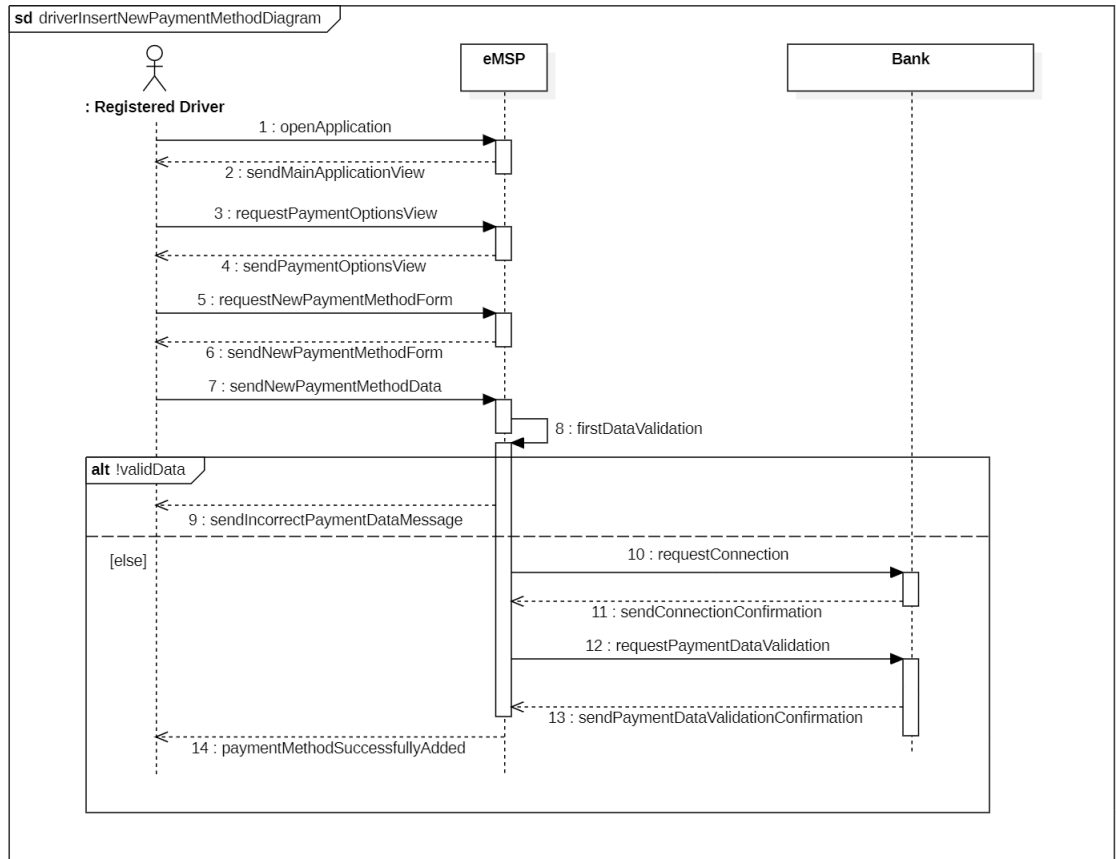 sd driverInsertNewPaymentMethodDiagram
eMSP
Bank
: Registered Driver
1 : openApplication
2 : sendMainApplicationView
3 : requestPaymentOptionsView
4 : sendPaymentOptionsView
5 : requestNewPaymentMethodForm
6 : sendNewPaymentMethodForm
7 : sendNewPaymentMethodData
8 : firstDataValidation
alt !validData
9 : sendIncorrectPaymentDataMessage
[else]
10 : requestConnection
11 : sendConnectionConfirmation
12 : requestPaymentDataValidation
13 : sendPaymentDataValidationConfirmation
14 : paymentMethodSuccessfullyAdded